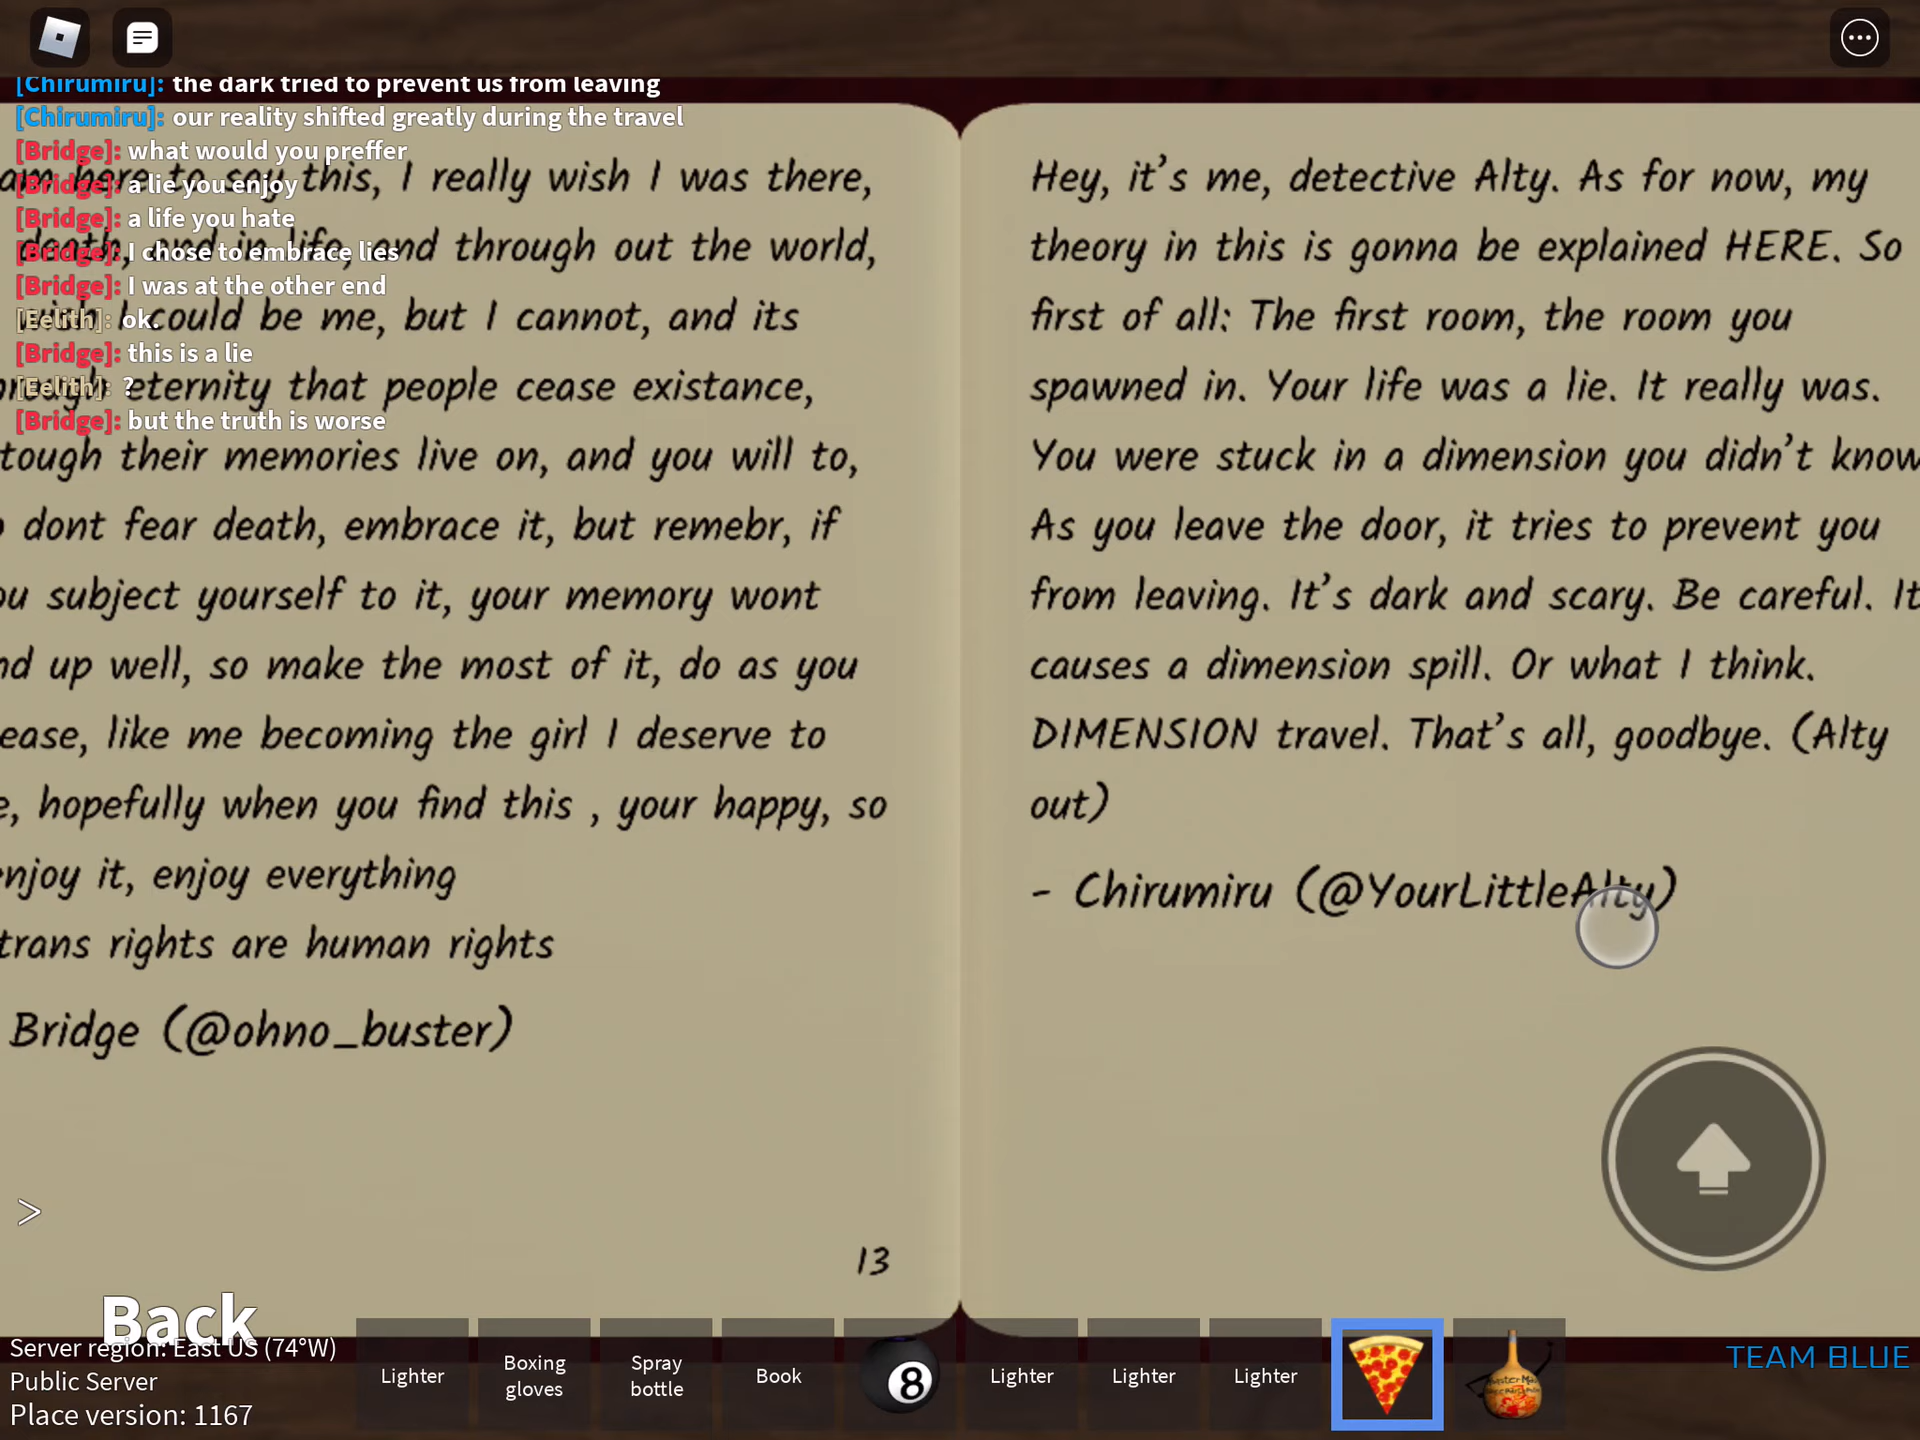 [Chirumiru]: the dark tried to prevent us from leaving
[Chirumiru]: our reality shifted greatly during the travel
[Bridge]: what would you preffer
[Bridge]: a lie you enjoy
[Bridge]: a life you hate
[Bridge]: I chose to embrace lies
[Bridge]: I was at the other end
[Eelith]: ok.
[Bridge]: this is a lie
[Eelith]: ?
[Bridge]: but the truth is worse
am here to say this, I really wish I was there,
death, and in life, and through out the world,
wish I could be me, but I cannot, and its
eternity that people cease existance,
tough their memories live on, and you will to,
dont fear death, embrace it, but remebr, if
ou subject yourself to it, your memory wont
nd up well, so make the most of it, do as you
ease, like me becoming the girl I deserve to
e, hopefully when you find this , your happy, so
enjoy it, enjoy everything
trans rights are human rights
Bridge (@ohno_buster)
13
Hey, it's me, detective Alty. As for now, my
theory in this is gonna be explained HERE. So
first of all: The first room, the room you
spawned in. Your life was a lie. It really was.
You were stuck in a dimension you didn't know
As you leave the door, it tries to prevent you
from leaving. It's dark and scary. Be careful. It
causes a dimension spill. Or what I think.
DIMENSION travel. That's all, goodbye. (Alty
out)
- Chirumiru (@YourLittleAlty)
>
Back
Server region: East US (74°W)
Public Server
Place version: 1167
Lighter
Boxing
gloves
Spray
bottle
Book
8
Lighter
Lighter
Lighter
TEAM BLUE